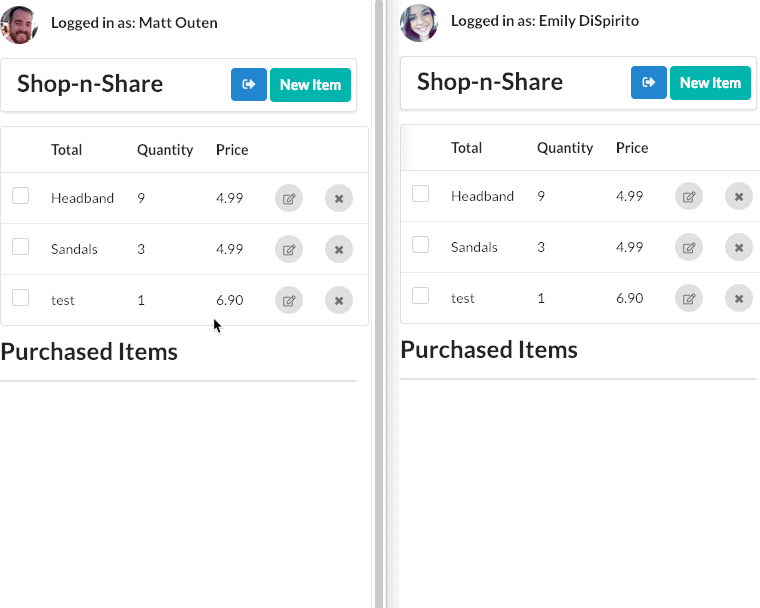 Logged in as: Matt Outen
Shop-n-Share
New Item
Total Quantity Price
Headband 9 4.99
Sandals 3 4.99
test 1 6.90
Purchased Items
Logged in as: Emily DiSpirito
Shop-n-Share
New Item
Total Quantity Price
Headband 9 4.99
Sandals 3 4.99
test 1 6.90
Purchased Items